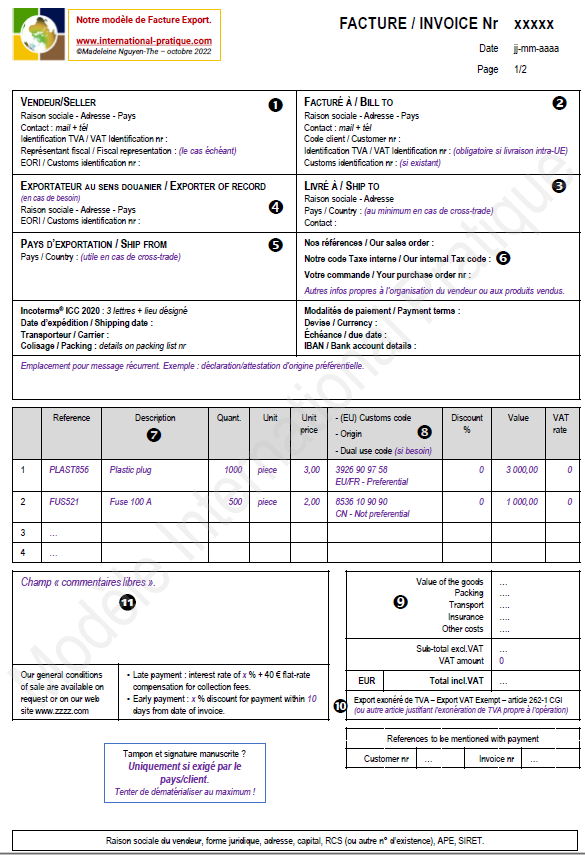 Notre modèle de Facture Export.
www.international-pratique.com
©Madeleine Nguyen-The – octobre 2022
FACTURE / INVOICE Nr xxxxx
Date jj-mm-aaaa
Page 1/2
VENDEUR/SELLER ❶
Raison sociale - Adresse - Pays
Contact : mail + tél
Identification TVA / VAT Identification nr :
Représentant fiscal / Fiscal representation : (le cas échéant)
EORI / Customs identification nr :
FACTURÉ À / BILL TO ❷
Raison sociale - Adresse - Pays
Contact : mail + tél
Code client / Customer nr :
Identification TVA / VAT Identification nr : (obligatoire si livraison intra-UE)
Customs identification nr : (si existant)
EXPORTATEUR AU SENS DOUANIER / EXPORTER OF RECORD
(en cas de besoin)
Raison sociale - Adresse - Pays ❹
EORI / Customs identification nr :
LIVRÉ À / SHIP TO ❸
Raison sociale - Adresse
Pays / Country : (au minimum en cas de cross-trade)
Contact :
PAYS D'EXPORTATION / SHIP FROM ❺
Pays / Country : (utile en cas de cross-trade)
Nos références / Our sales order :
Notre code Taxe interne / Our internal Tax code : ❻
Votre commande / Your purchase order nr :
Autres infos propres à l'organisation du vendeur ou aux produits vendus.
Incoterms® ICC 2020 : 3 lettres + lieu désigné
Date d'expédition / Shipping date :
Transporteur / Carrier :
Colisage / Packing : details on packing list nr
Modalités de paiement / Payment terms :
Devise / Currency :
Échéance / due date :
IBAN / Bank account details :
Emplacement pour message récurrent. Exemple : déclaration/attestation d'origine préférentielle.
Reference Description Quant. Unit Unit price - (EU) Customs code Discount % Value VAT rate
❼ - Origin ❽
- Dual use code (si besoin)
1 PLAST856 Plastic plug 1000 piece 3,00 3926 90 97 58 0 3 000,00 0
EU/FR - Preferential
2 FUS521 Fuse 100 A 500 piece 2,00 8536 10 90 90 0 1 000,00 0
CN - Not preferential
3 ...
4 ...
Champ « commentaires libres ».
⓫
❾
Value of the goods ...
Packing ....
Transport ....
Insurance ....
Other costs ....
Sub-total excl.VAT ...
VAT amount 0
EUR Total incl.VAT ...
Our general conditions
of sale are available on
request or on our web
site www.zzzz.com
• Late payment : interest rate of x % + 40 € flat-rate
compensation for collection fees.
• Early payment : x % discount for payment within 10
days from date of invoice.
❿ Export exonéré de TVA – Export VAT Exempt – article 262-1 CGI
(ou autre article justifiant l'exonération de TVA propre à l'opération)
References to be mentioned with payment
Customer nr ... Invoice nr ...
Tampon et signature manuscrite ?
Uniquement si exigé par le
pays/client.
Tenter de dématérialiser au maximum !
Raison sociale du vendeur, forme juridique, adresse, capital, RCS (ou autre n° d'existence), APE, SIRET.
Modèle International Pratique